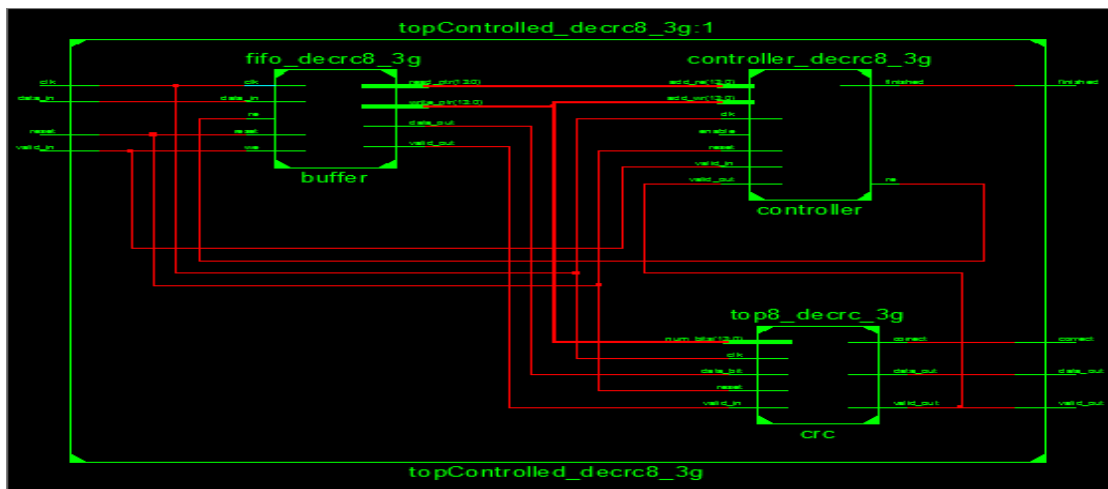 topControlled_decrc8_3g:1
fifo_decrc8_3g
controller_decrc8_3g
clk
clk
read_ptr(13:0)
add_re(13:0)
finished
finished
data_in
data_in
write_ptr(13:0)
add_wr(13:0)
re
data_out
clk
reset
reset
enable
valid_in
we
valid_out
reset
valid_in
valid_out
re
buffer
controller
top8_decrc_3g
num_bits(13:0)
correct
correct
clk
data_bit
data_out
data_out
reset
valid_in
valid_out
valid_out
crc
topControlled_decrc8_3g